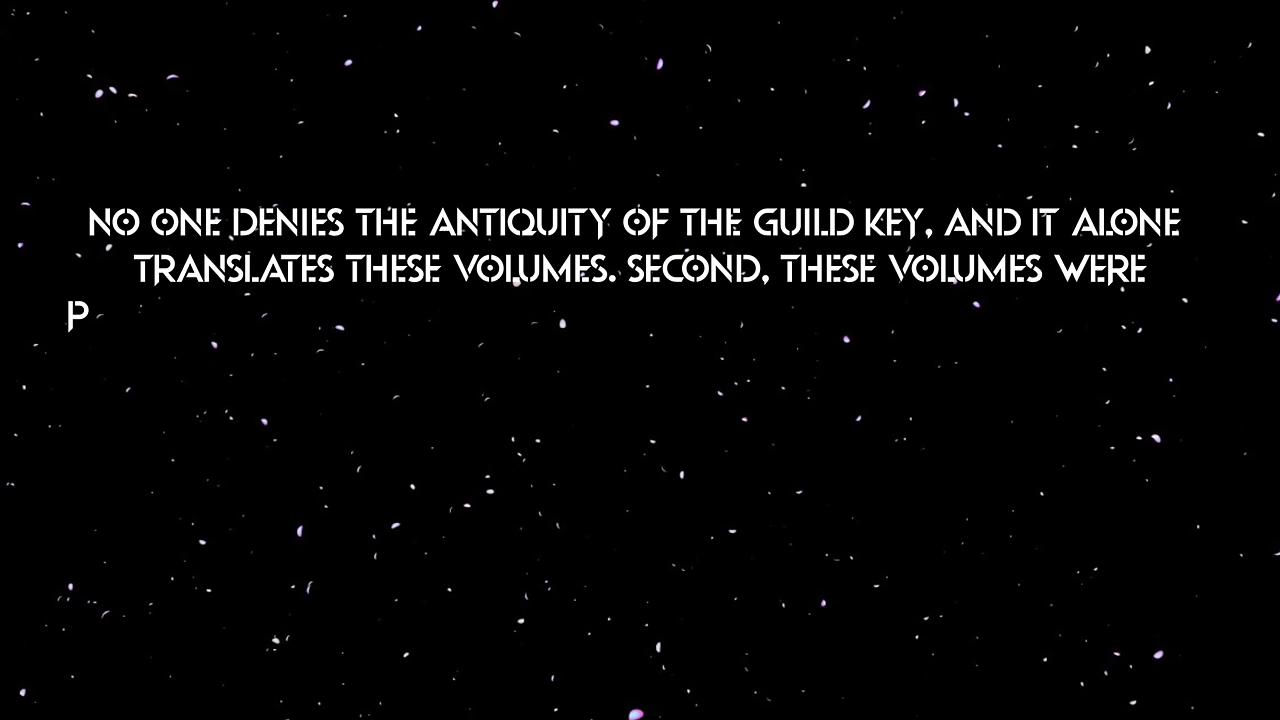 NO ONE DENIES THE ANTIQUITY OF THE GUILD KEY, AND IT ALONE
TRANSLATES THESE VOLUMES. SECOND, THESE VOLUMES WERE
P